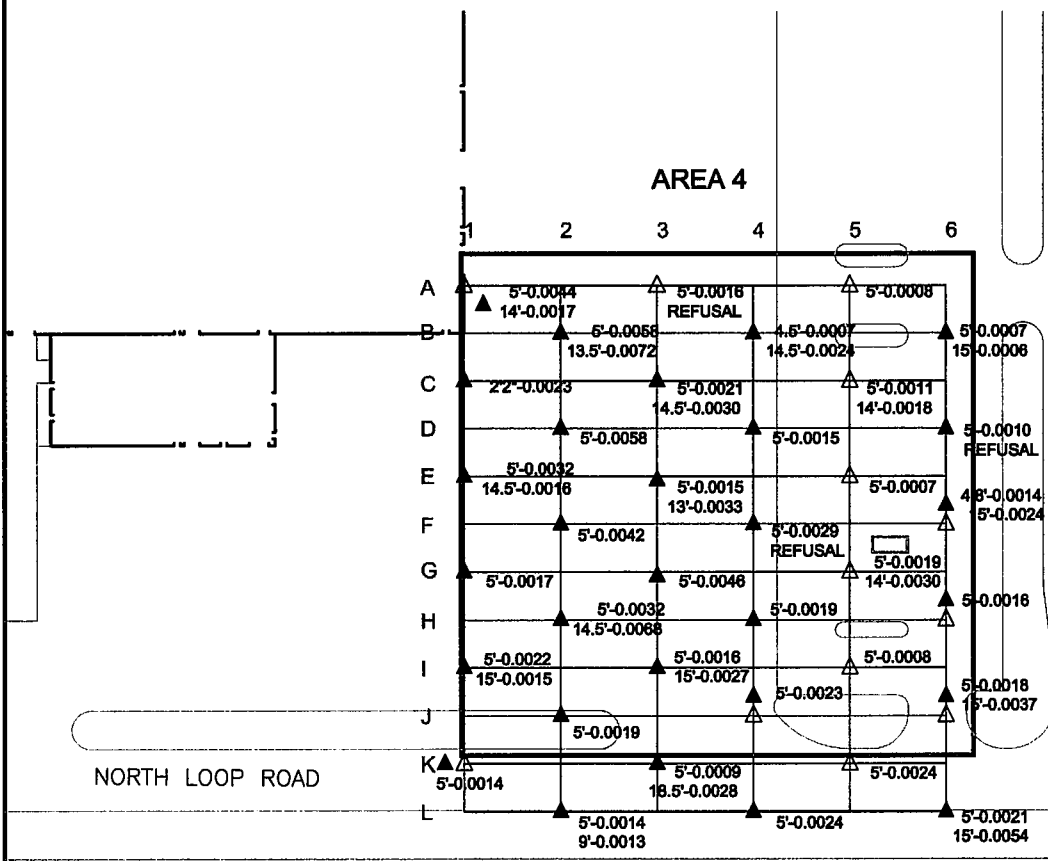 AREA 4
1 2 3 4 5 6
A 5'-0.0044 5'-0.0016 5'-0.0008
14'-0.0017 REFUSAL
B 5'-0.0058 4.5'-0.0007 5'-0.0007
13.5'-0.0072 14.5'-0.0024 15'-0.0006
C 2'2"-0.0023 5'-0.0021 5'-0.0011
14.5'-0.0030 14'-0.0018
D 5'-0.0058 5'-0.0015 5'-0.0010
REFUSAL
E 5'-0.0032 5'-0.0015 5'-0.0007
14.5'-0.0016 13'-0.0033 4.8'-0.0014
15'-0.0024
F 5'-0.0042 5'-0.0029
REFUSAL 5'-0.0019
G 5'-0.0017 5'-0.0046 14'-0.0030
5'-0.0016
H 5'-0.0032 5'-0.0019
14.5'-0.0068
I 5'-0.0022 5'-0.0016 5'-0.0008
15'-0.0015 15'-0.0027
5'-0.0023 5'-0.0018
15'-0.0037
J 5'-0.0019
K 5'-0.0014 5'-0.0009 5'-0.0024
NORTH LOOP ROAD 16.5'-0.0028
L 5'-0.0014 5'-0.0024 5'-0.0021
9'-0.0013 15'-0.0054